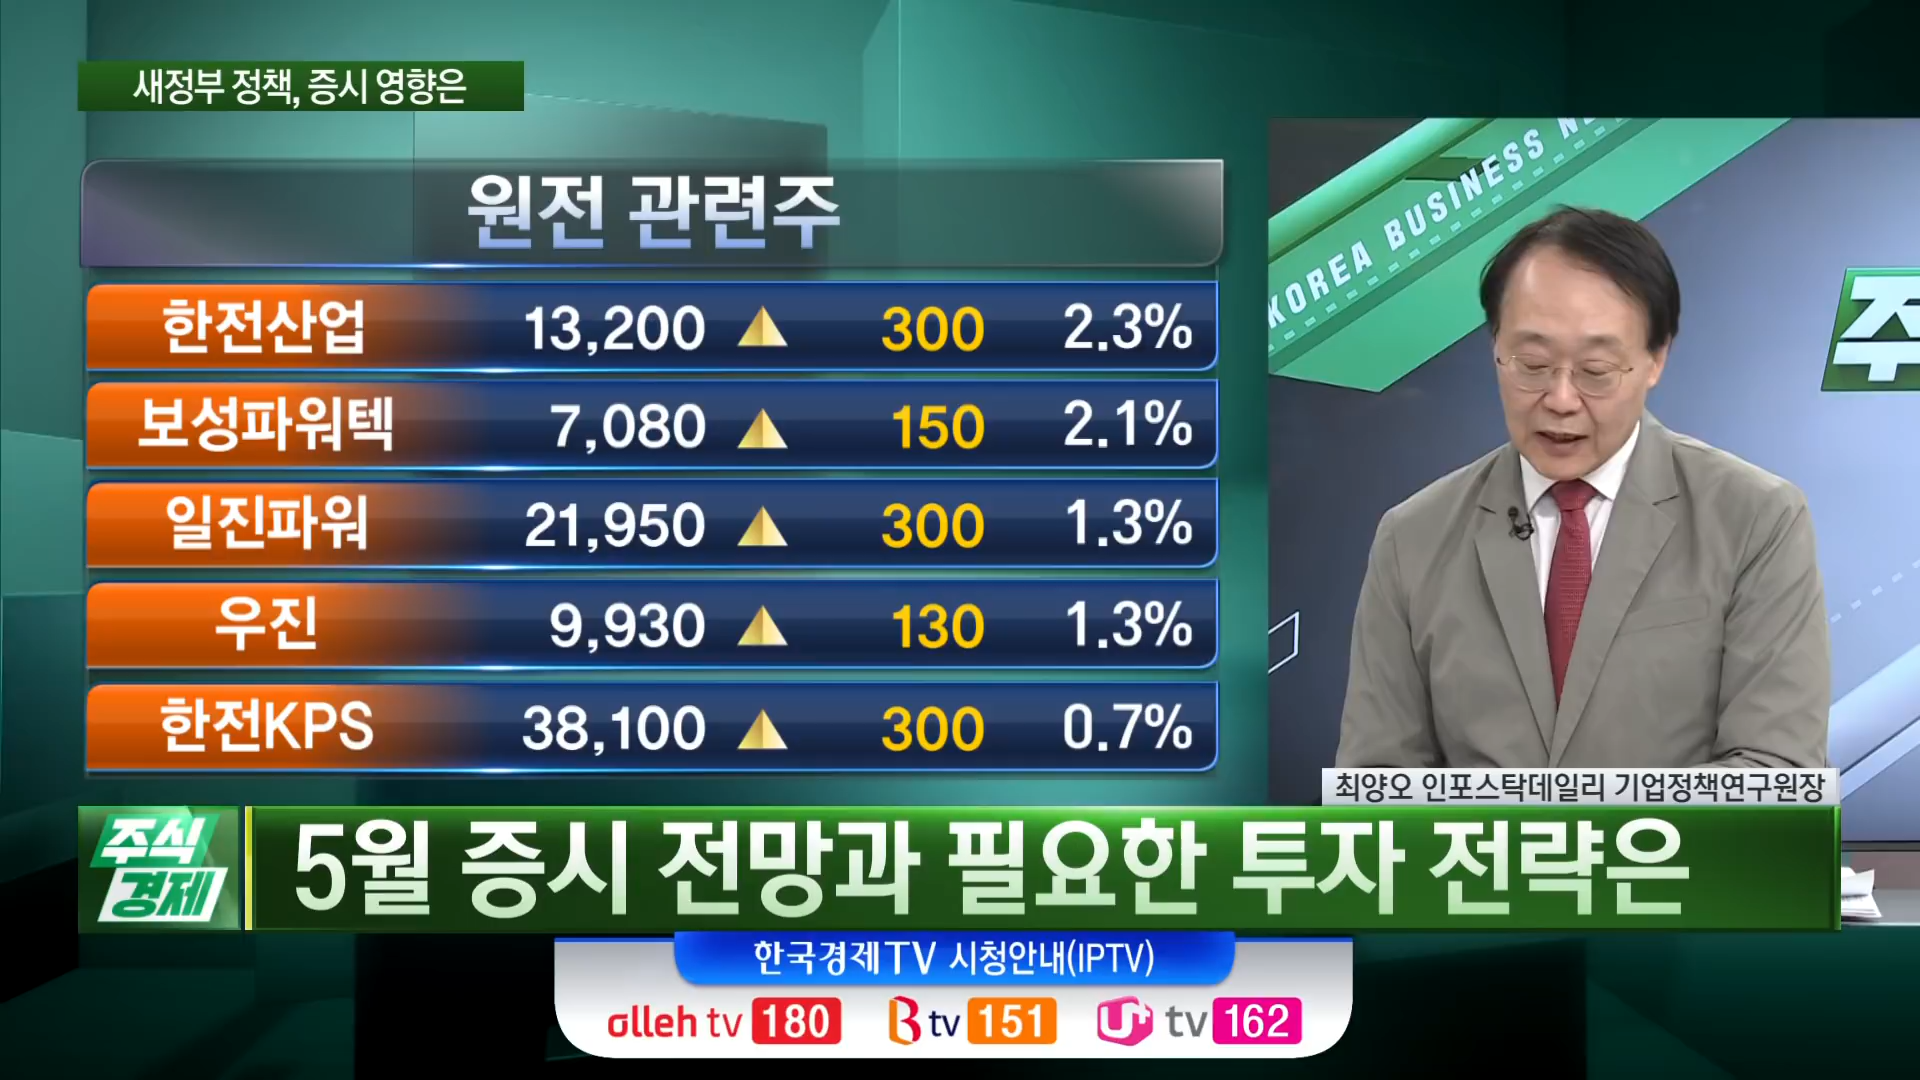 새정부 정책, 증시 영향은
원전 관련주
한전산업 13,200 ▲ 300 2.3%
보성파워텍 7,080 ▲ 150 2.1%
일진파워 21,950 ▲ 300 1.3%
우진 9,930 ▲ 130 1.3%
한전KPS 38,100 ▲ 300 0.7%
KOREA BUSINESS
주
최양오 인포스탁데일리 기업정책연구원장
주식
경제
5월 증시 전망과 필요한 투자 전략은
한국경제TV 시청안내(IPTV)
olleh tv 180 B tv 151 U+ tv 162